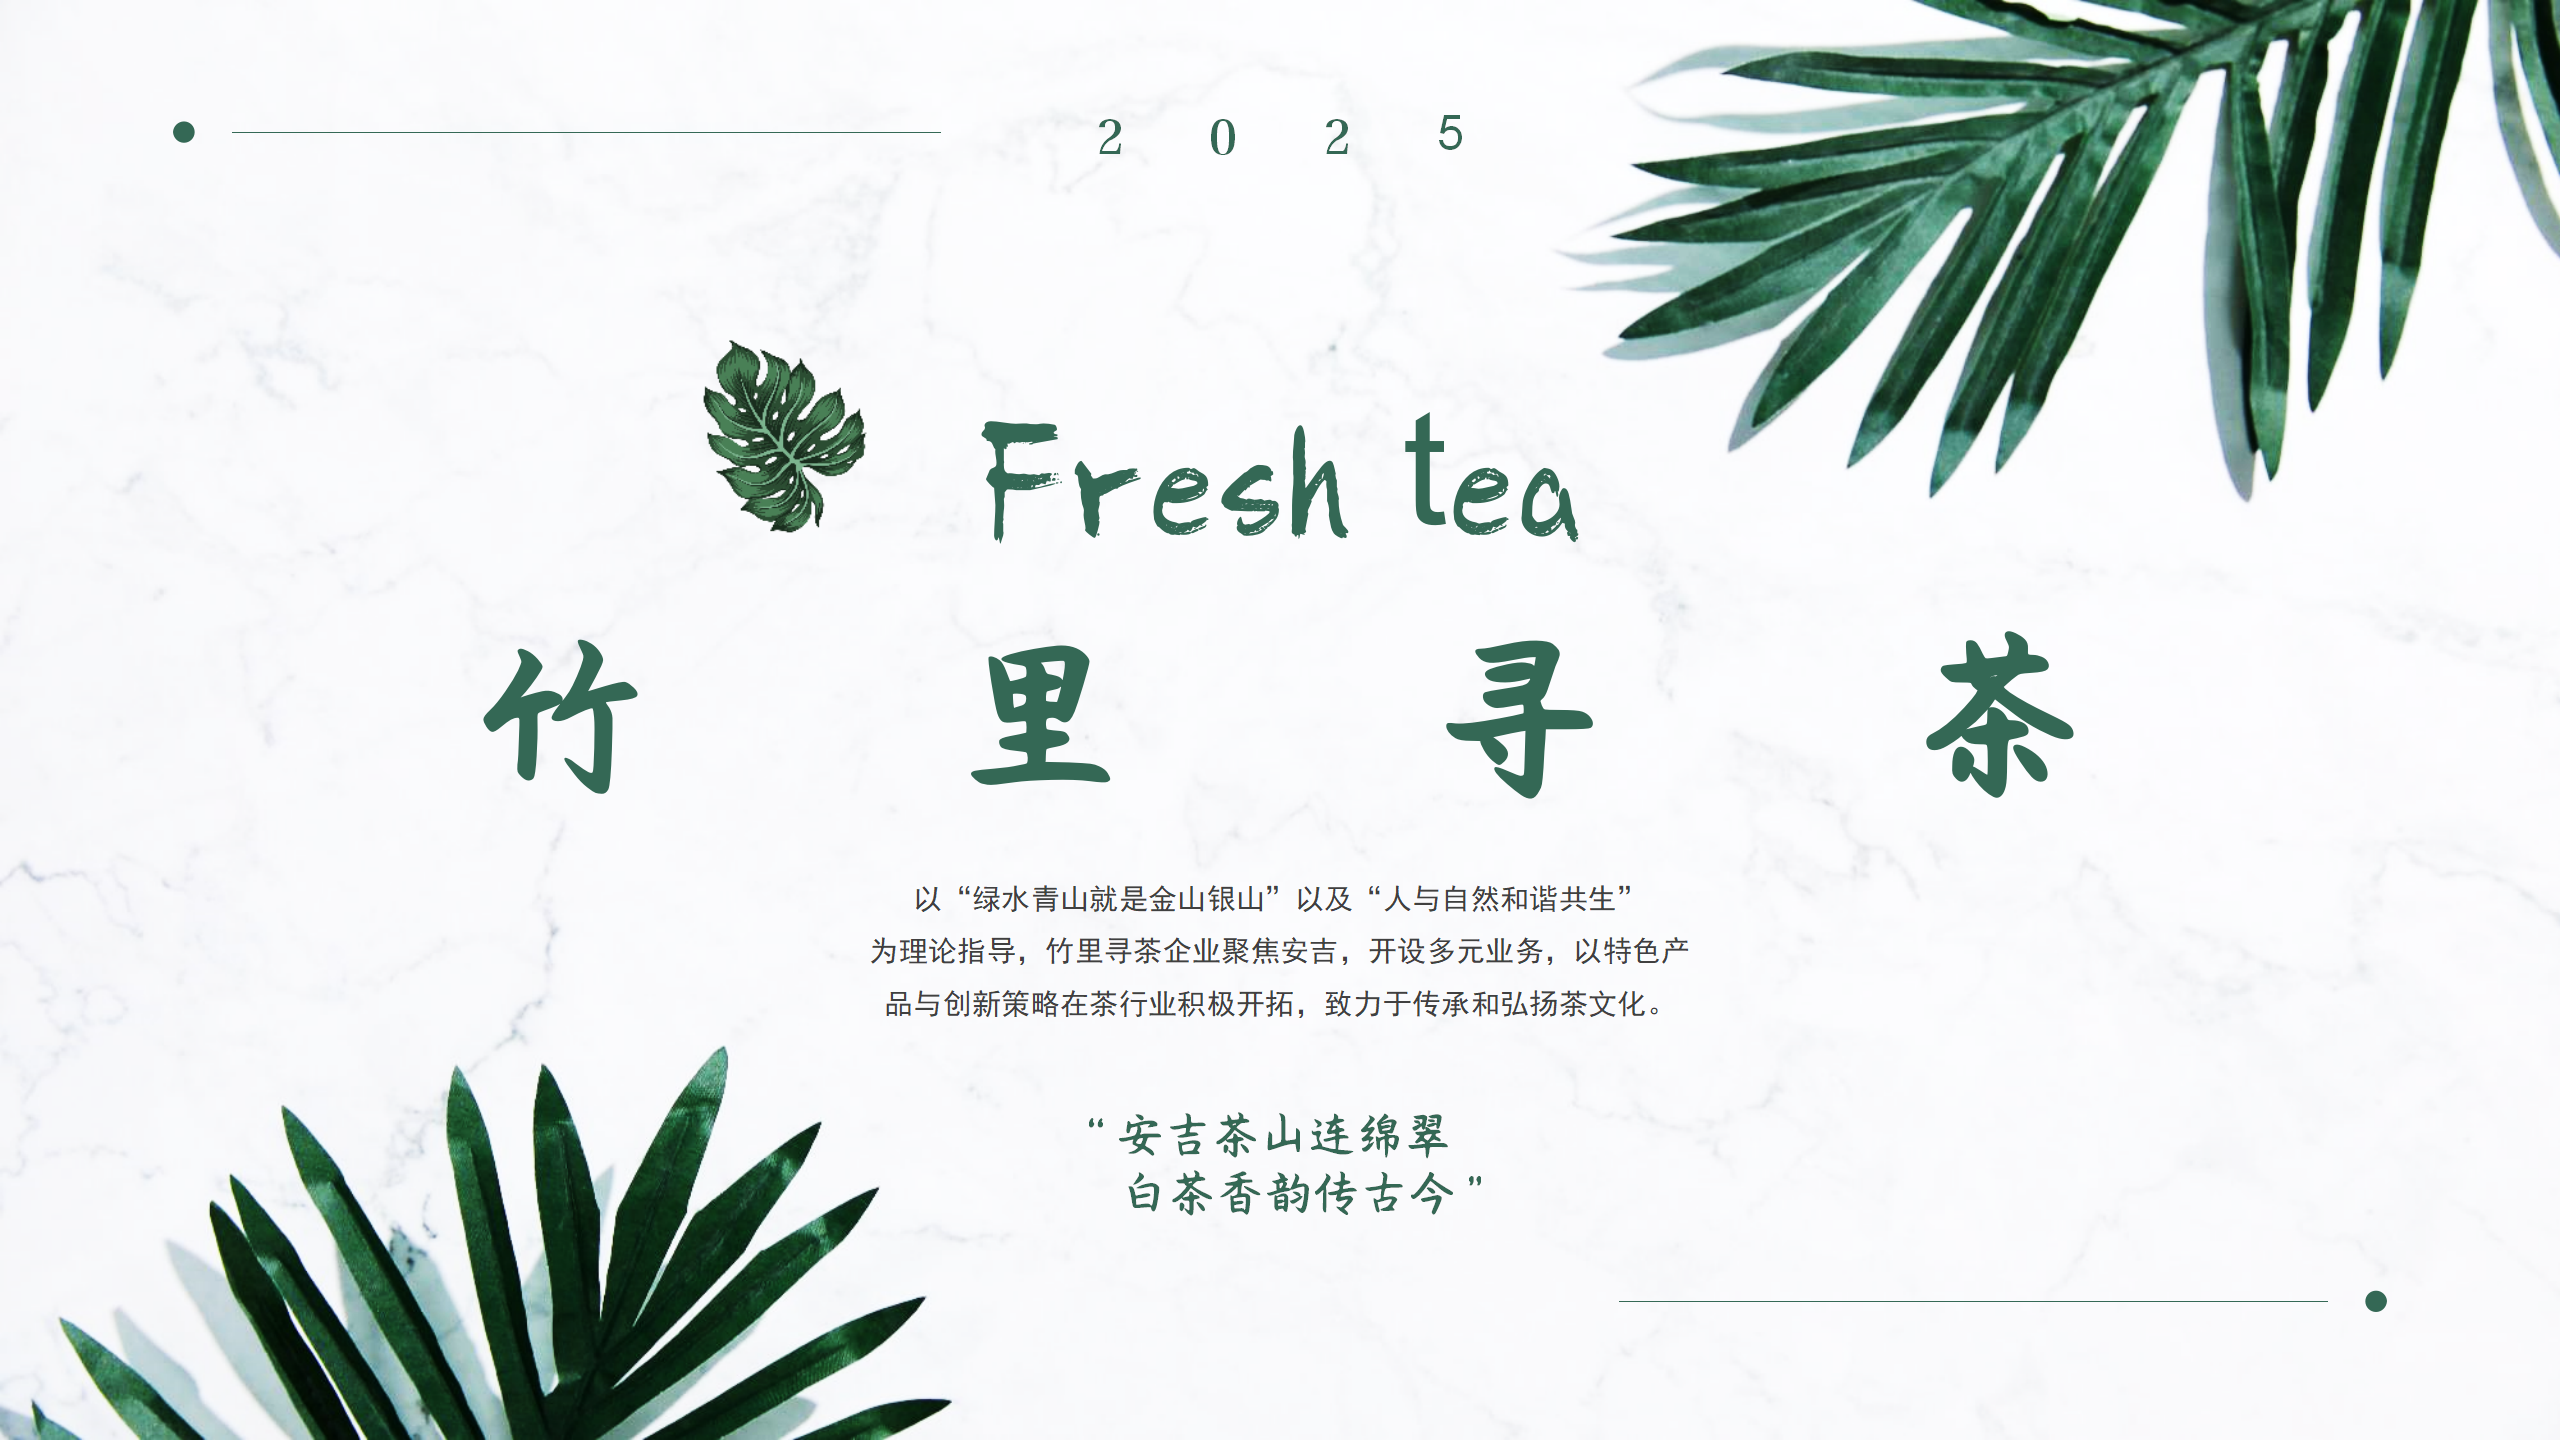 2 0 2 5
Fresh tea
竹里寻茶
以“绿水青山就是金山银山”以及“人与自然和谐共生”
为理论指导，竹里寻茶企业聚焦安吉，开设多元业务，以特色产
品与创新策略在茶行业积极开拓，致力于传承和弘扬茶文化。
“安吉茶山连绵翠
白茶香韵传古今”